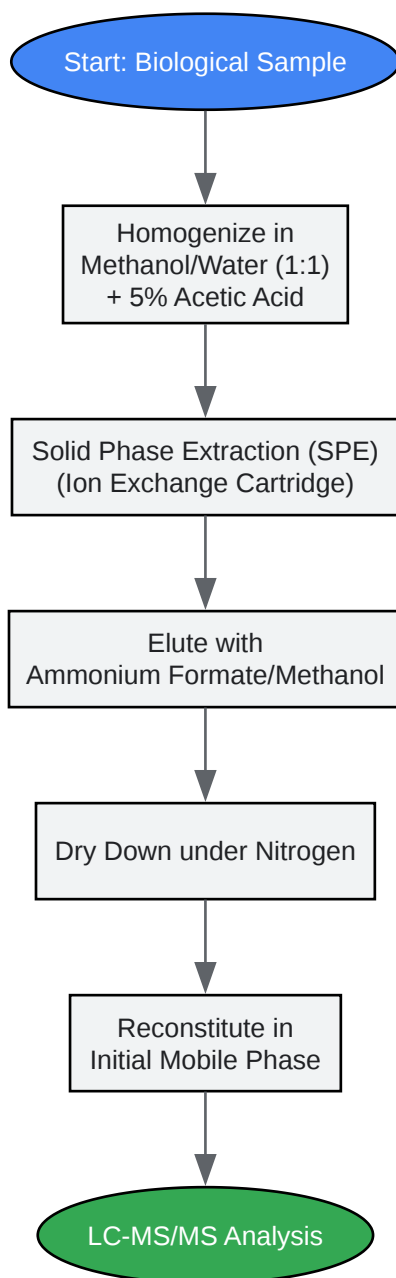 Start: Biological Sample
Homogenize in
Methanol/Water (1:1)
+ 5% Acetic Acid
Solid Phase Extraction (SPE)
(Ion Exchange Cartridge)
Elute with
Ammonium Formate/Methanol
Dry Down under Nitrogen
Reconstitute in
Initial Mobile Phase
LC-MS/MS Analysis